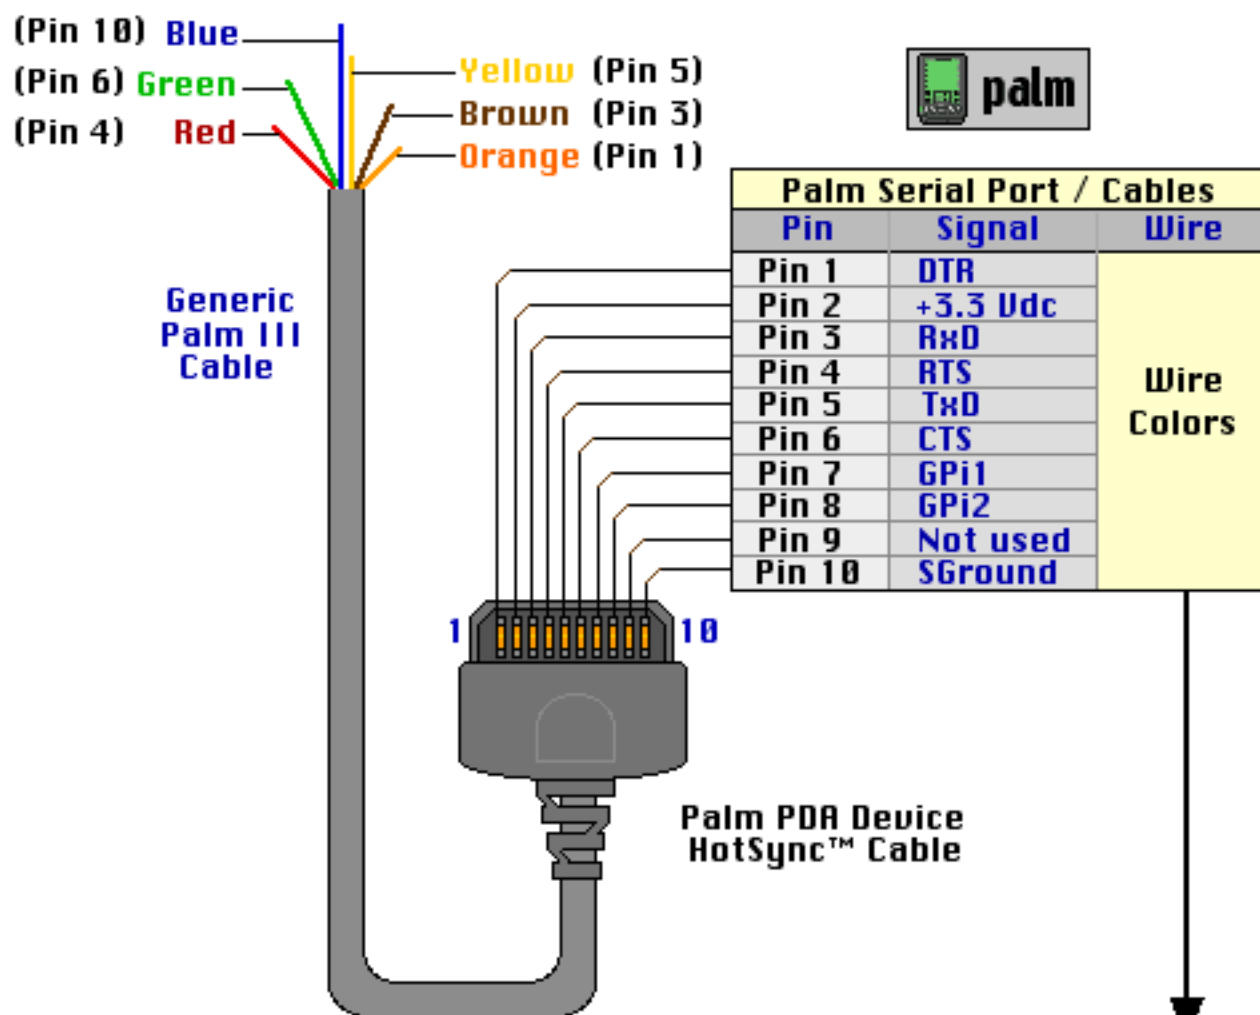 (Pin 10) Blue
(Pin 6) Green
(Pin 4) Red
Yellow (Pin 5)
Brown (Pin 3)
Orange (Pin 1)
palm
Generic
Palm III
Cable
Palm Serial Port / Cables
Pin Signal Wire
Pin 1 DTR
Pin 2 +3.3 Vdc
Pin 3 RxD
Pin 4 RTS
Pin 5 TxD
Pin 6 CTS
Pin 7 GPi1
Pin 8 GPi2
Pin 9 Not used
Pin 10 SGround
Wire
Colors
1 10
Palm PDA Device
HotSync™ Cable